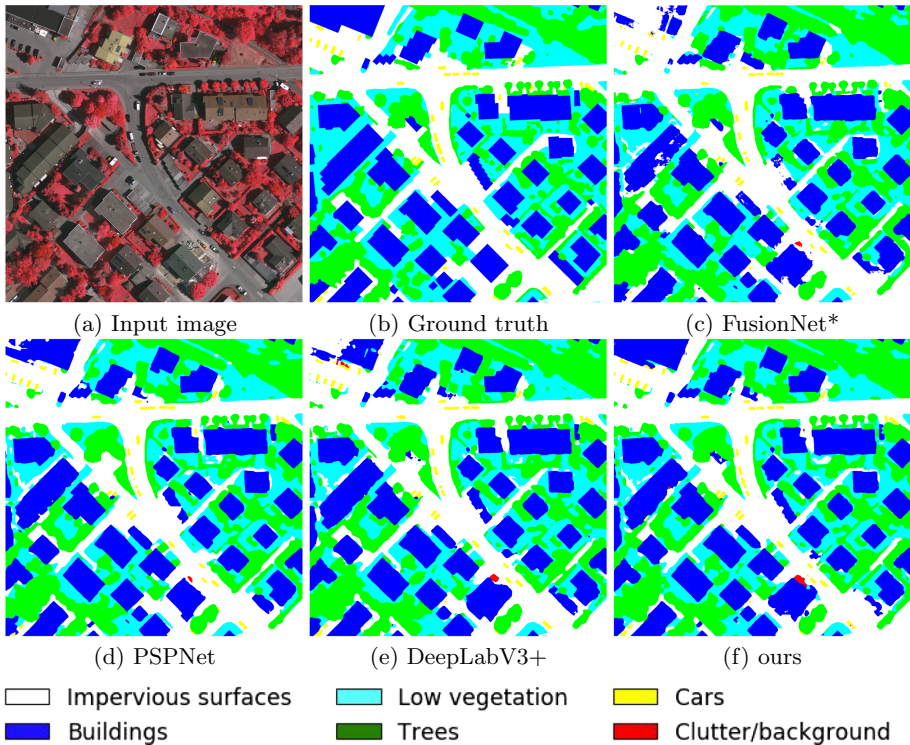 (a) Input image
(b) Ground truth
(c) FusionNet*
(d) PSPNet
(e) DeepLabV3+
(f) ours
Impervious surfaces
Low vegetation
Cars
Buildings
Trees
Clutter/background